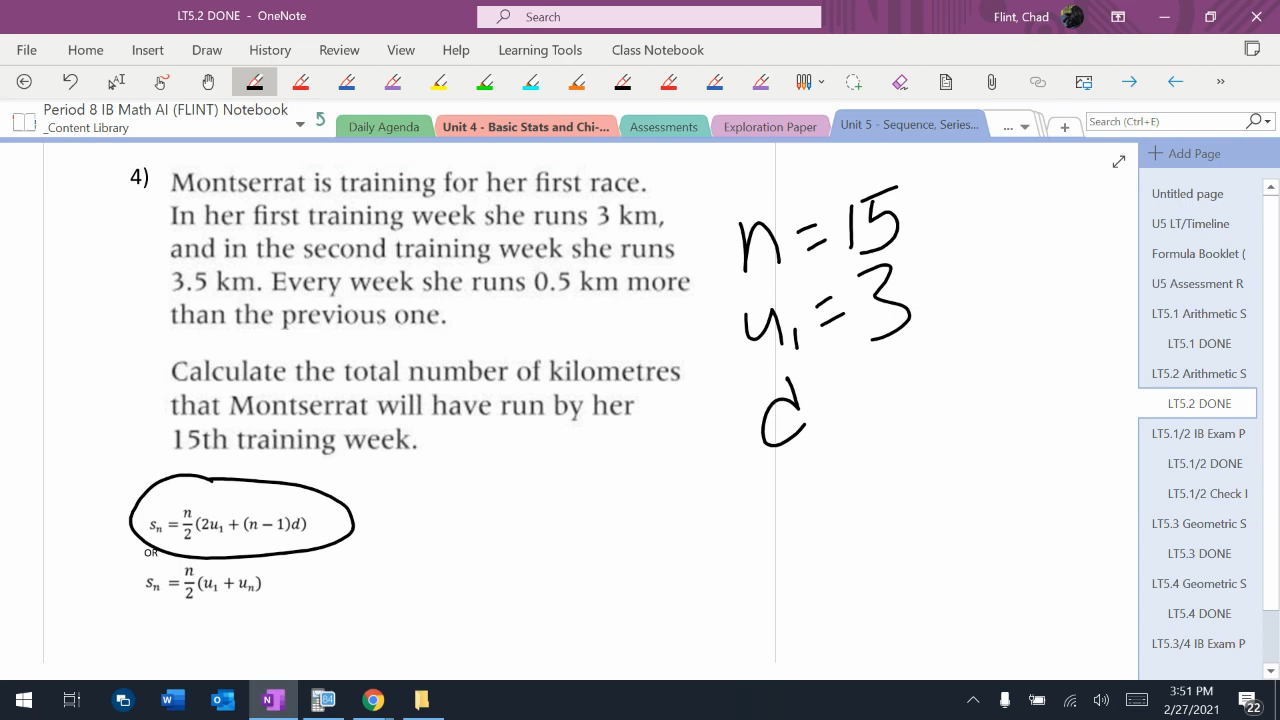 LT5.2 DONE - OneNote
Search
Flint, Chad
File Home Insert Draw History Review View Help Learning Tools Class Notebook
Period 8 IB Math AI (FLINT) Notebook
_Content Library
Daily Agenda
Unit 4 - Basic Stats and Chi-...
Assessments
Exploration Paper
Unit 5 - Sequence, Series...
...
Search (Ctrl+E)
Add Page
Untitled page
U5 LT/Timeline
Formula Booklet (
U5 Assessment R
LT5.1 Arithmetic S
LT5.1 DONE
LT5.2 Arithmetic S
LT5.2 DONE
LT5.1/2 IB Exam P
LT5.1/2 DONE
LT5.1/2 Check I
LT5.3 Geometric S
LT5.3 DONE
LT5.4 Geometric S
LT5.4 DONE
LT5.3/4 IB Exam P
4) Montserrat is training for her first race.
In her first training week she runs 3 km,
and in the second training week she runs
3.5 km. Every week she runs 0.5 km more
than the previous one.
Calculate the total number of kilometres
that Montserrat will have run by her
15th training week.
sₙ = n/2 (2u₁ + (n − 1)d)
OR
sₙ = n/2 (u₁ + uₙ)
n = 15
u₁ = 3
d
3:51 PM
2/27/2021
22
84